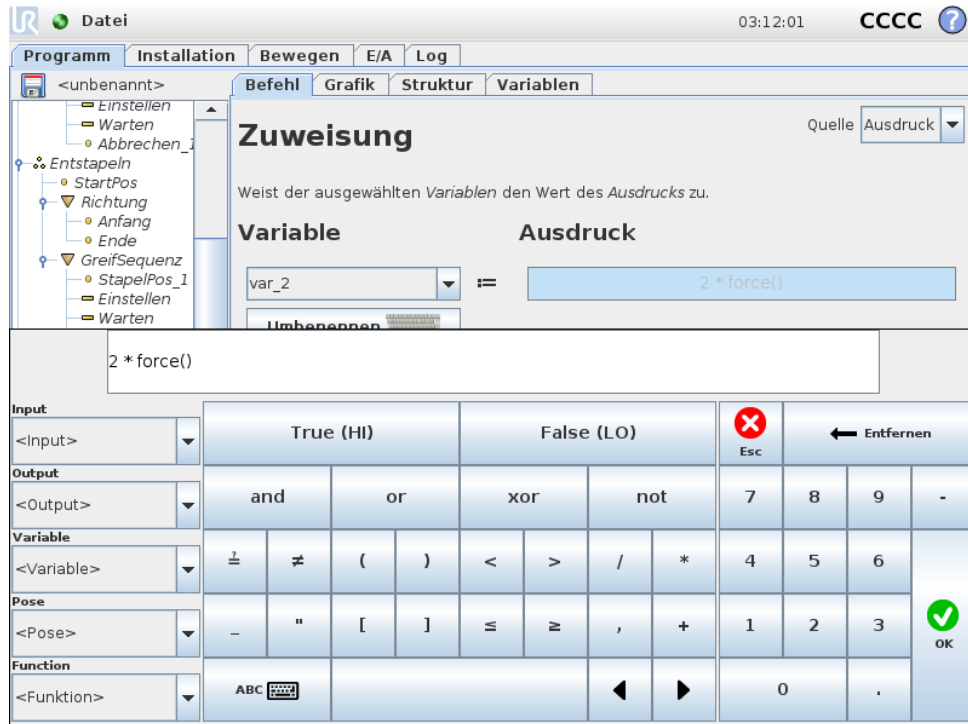 UR Datei 03:12:01 CCCC ?
Programm Installation Bewegen E/A Log
<unbenannt> Befehl Grafik Struktur Variablen
Einstellen
Warten
Abbrechen_1
Entstapeln
StartPos
Richtung
Anfang
Ende
GreifSequenz
StapelPos_1
Einstellen
Warten
Zuweisung
Quelle Ausdruck
Weist der ausgewählten Variablen den Wert des Ausdrucks zu.
Variable Ausdruck
var_2 := 2 * force()
Umbenennen
2 * force()
Input
<Input> True (HI) False (LO) Esc Entfernen
Output
<Output> and or xor not 7 8 9 -
Variable
<Variable> ≟ ≠ ( ) < > / * 4 5 6
Pose
<Pose> _ " [ ] ≤ ≥ , + 1 2 3 OK
Function
<Funktion> ABC 0 .